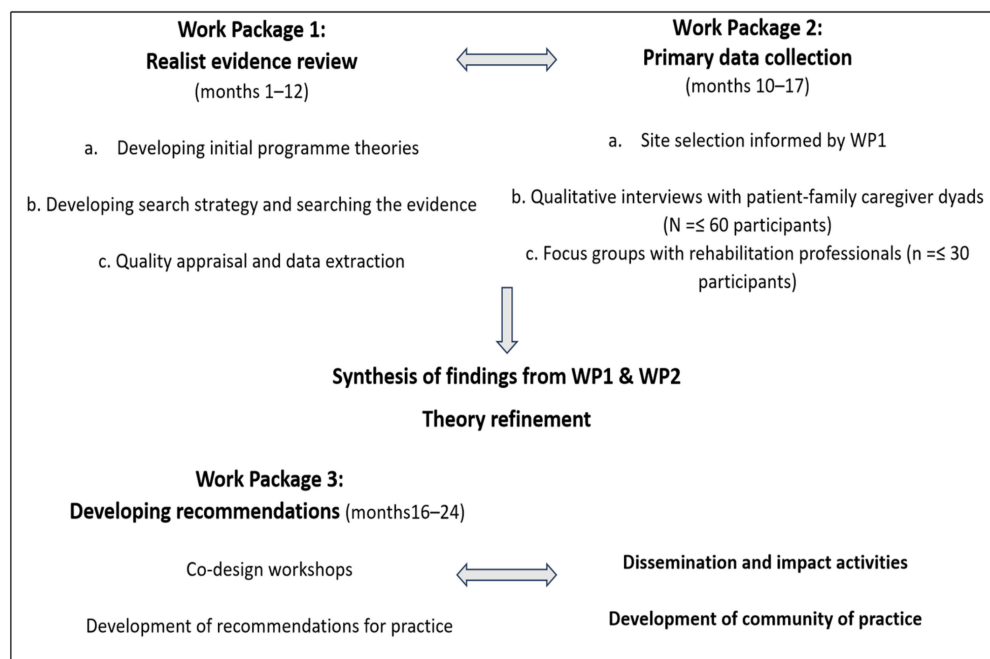 Work Package 1:
Realist evidence review
(months 1–12)
a. Developing initial programme theories
b. Developing search strategy and searching the evidence
c. Quality appraisal and data extraction
Work Package 2:
Primary data collection
(months 10–17)
a. Site selection informed by WP1
b. Qualitative interviews with patient-family caregiver dyads
(N =≤ 60 participants)
c. Focus groups with rehabilitation professionals (n =≤ 30
participants)
Synthesis of findings from WP1 & WP2
Theory refinement
Work Package 3:
Developing recommendations (months16–24)
Co-design workshops
Development of recommendations for practice
Dissemination and impact activities
Development of community of practice